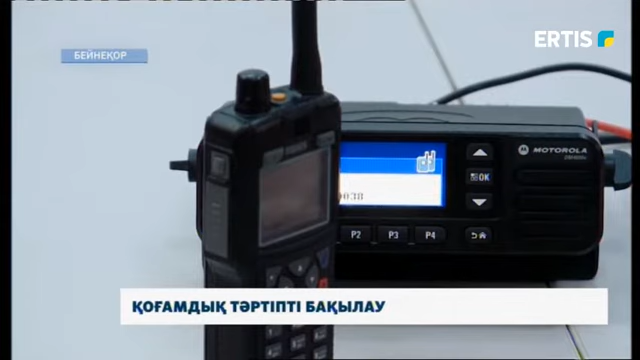 ERTIS
БЕЙНЕҚОР
MOTOROLA
OK
P2 P3 P4
ҚОҒАМДЫҚ ТӘРТІПТІ БАҚЫЛАУ